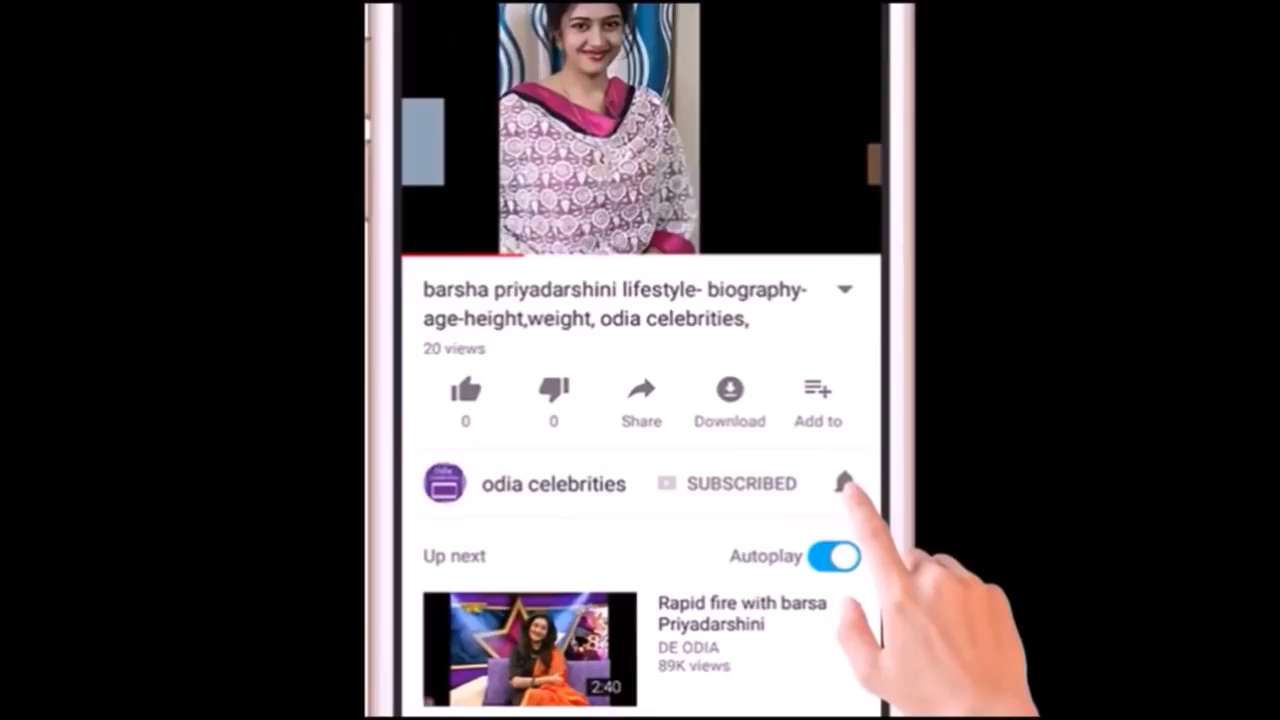 barsha priyadarshini lifestyle- biography-
age-height,weight, odia celebrities,
20 views
0
0
Share
Download
Add to
odia celebrities
SUBSCRIBED
Up next
Autoplay
Rapid fire with barsa
Priyadarshini
DE ODIA
89K views
2:40